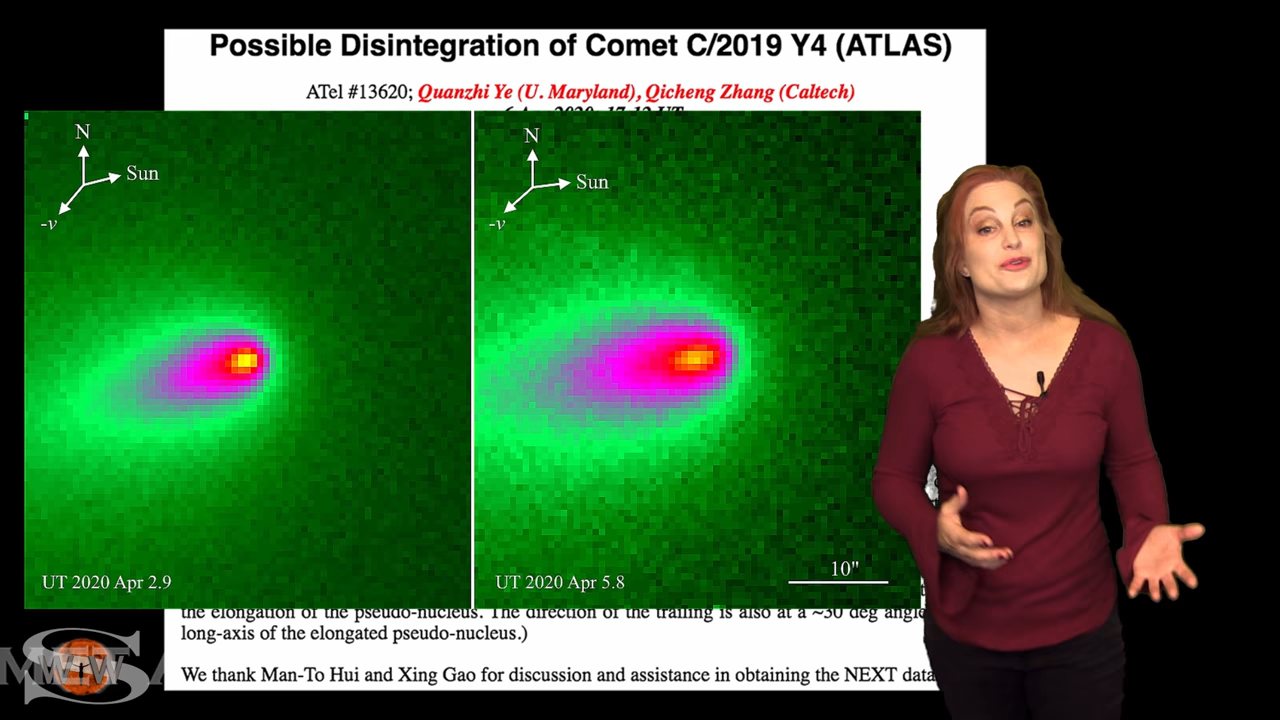 Possible Disintegration of Comet C/2019 Y4 (ATLAS)
ATel #13620; Quanzhi Ye (U. Maryland), Qicheng Zhang (Caltech)
N
Sun
-v
N
Sun
-v
UT 2020 Apr 2.9
UT 2020 Apr 5.8
10"
the elongation of the pseudo-nucleus. The direction of the trailing is also at a ~30 deg angle
long-axis of the elongated pseudo-nucleus.)
We thank Man-To Hui and Xing Gao for discussion and assistance in obtaining the NEXT data